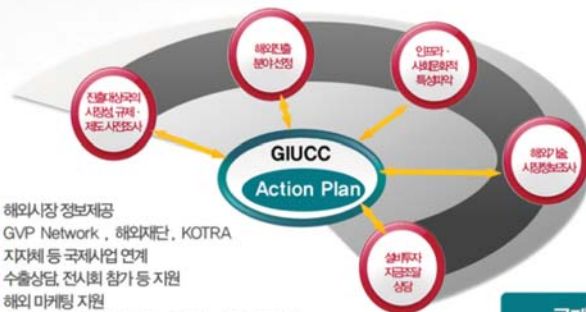 해외진출
분야 선정
인프라 ·
사회문화적
특성파악
진출대상국의
시장성, 규제 ·
제도 사전조사
GIUCC
Action Plan
해외기술,
시장정보조사
설비투자
자금조달
상담
해외시장 정보제공
GVP Network , 해외재단, KOTRA
지자체 등 국제사업 연계
수출상담, 전시회 참가 등 지원
해외 마케팅 지원